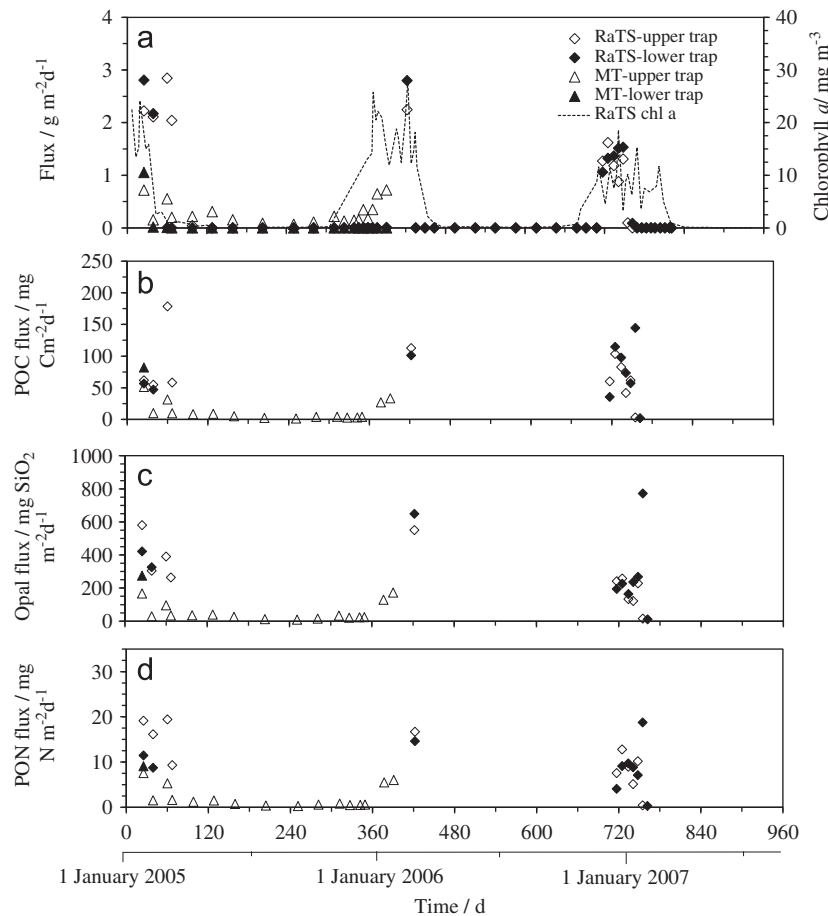 a
4
3
2
1
0
Flux / g m-2d-1
40
30
20
10
0
Chlorophyll a/ mg m-3
RaTS-upper trap
RaTS-lower trap
MT-upper trap
MT-lower trap
RaTS chl a
b
250
200
150
100
50
0
POC flux / mg
Cm-2d-1
c
1000
800
600
400
200
0
Opal flux / mg SiO2
m-2d-1
d
30
20
10
0
PON flux / mg
N m-2d-1
0 120 240 360 480 600 720 840 960
1 January 2005 1 January 2006 1 January 2007
Time / d